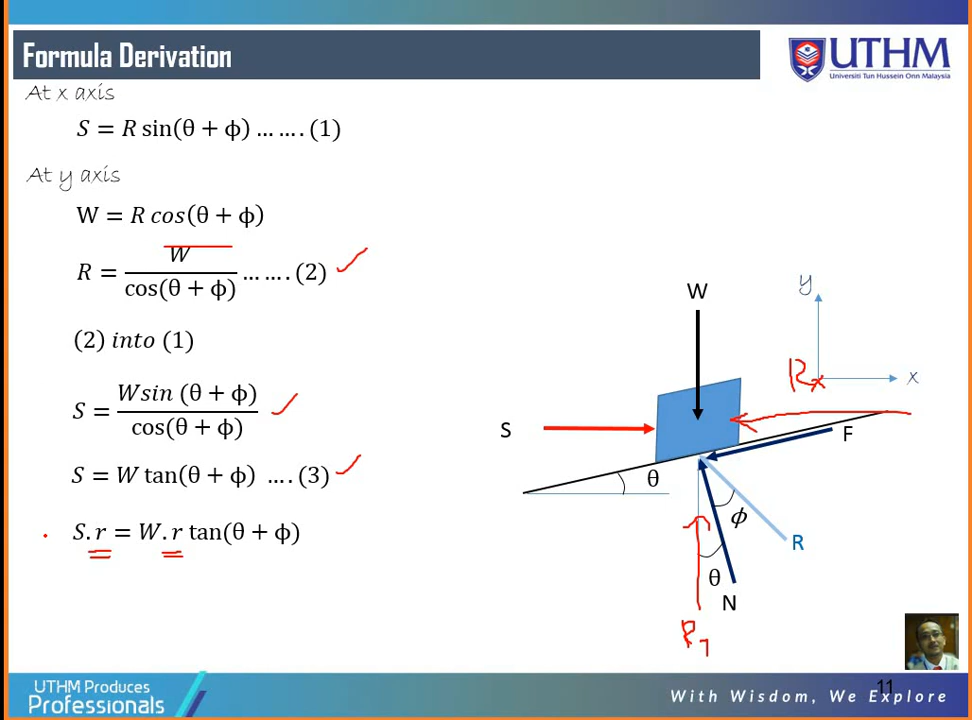 Formula Derivation
UTHM
Universiti Tun Hussein Onn Malaysia
At x axis
S = R sin(θ + ϕ) … … . (1)
At y axis
W = R cos(θ + ϕ)
R = W / cos(θ + ϕ) … … . (2)
(2) into (1)
S = Wsin (θ + ϕ) / cos(θ + ϕ)
S = W tan(θ + ϕ) … . (3)
S. r = W. r tan(θ + ϕ)
W
y
Rx
x
S
F
θ
ϕ
R
θ
N
11
UTHM Produces
Professionals
With Wisdom, We Explore